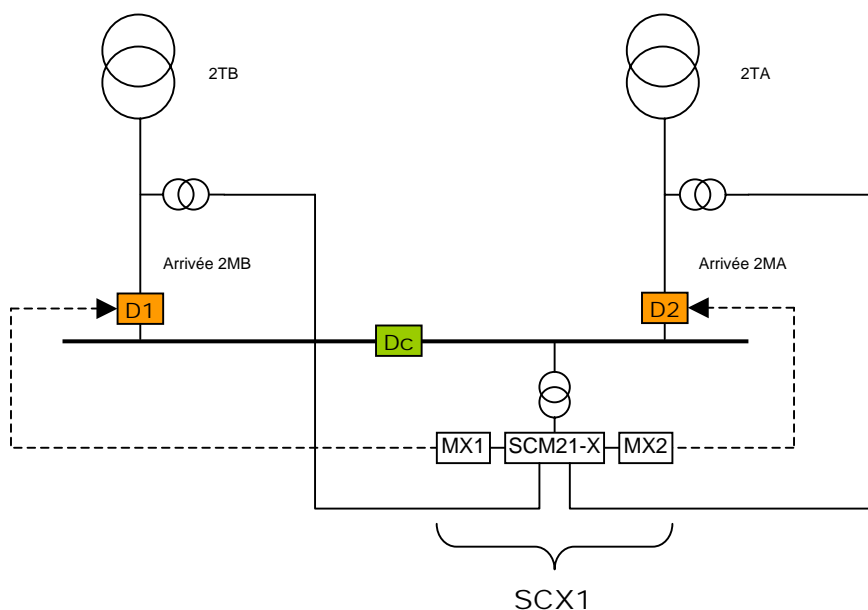 2TB
2TA
Arrivée 2MB
Arrivée 2MA
D1
D2
Dc
MX1
SCM21-X
MX2
SCX1